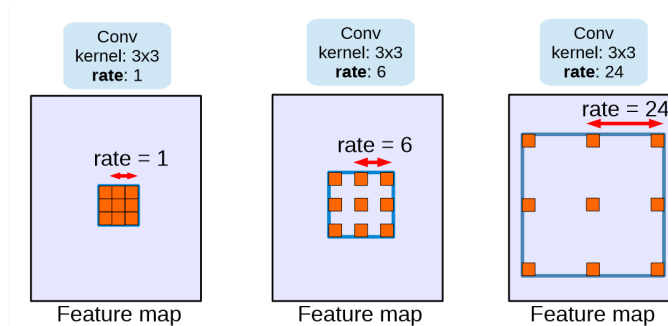 Conv
kernel: 3x3
rate: 1
rate = 1
Feature map
Conv
kernel: 3x3
rate: 6
rate = 6
Feature map
Conv
kernel: 3x3
rate: 24
rate = 24
Feature map